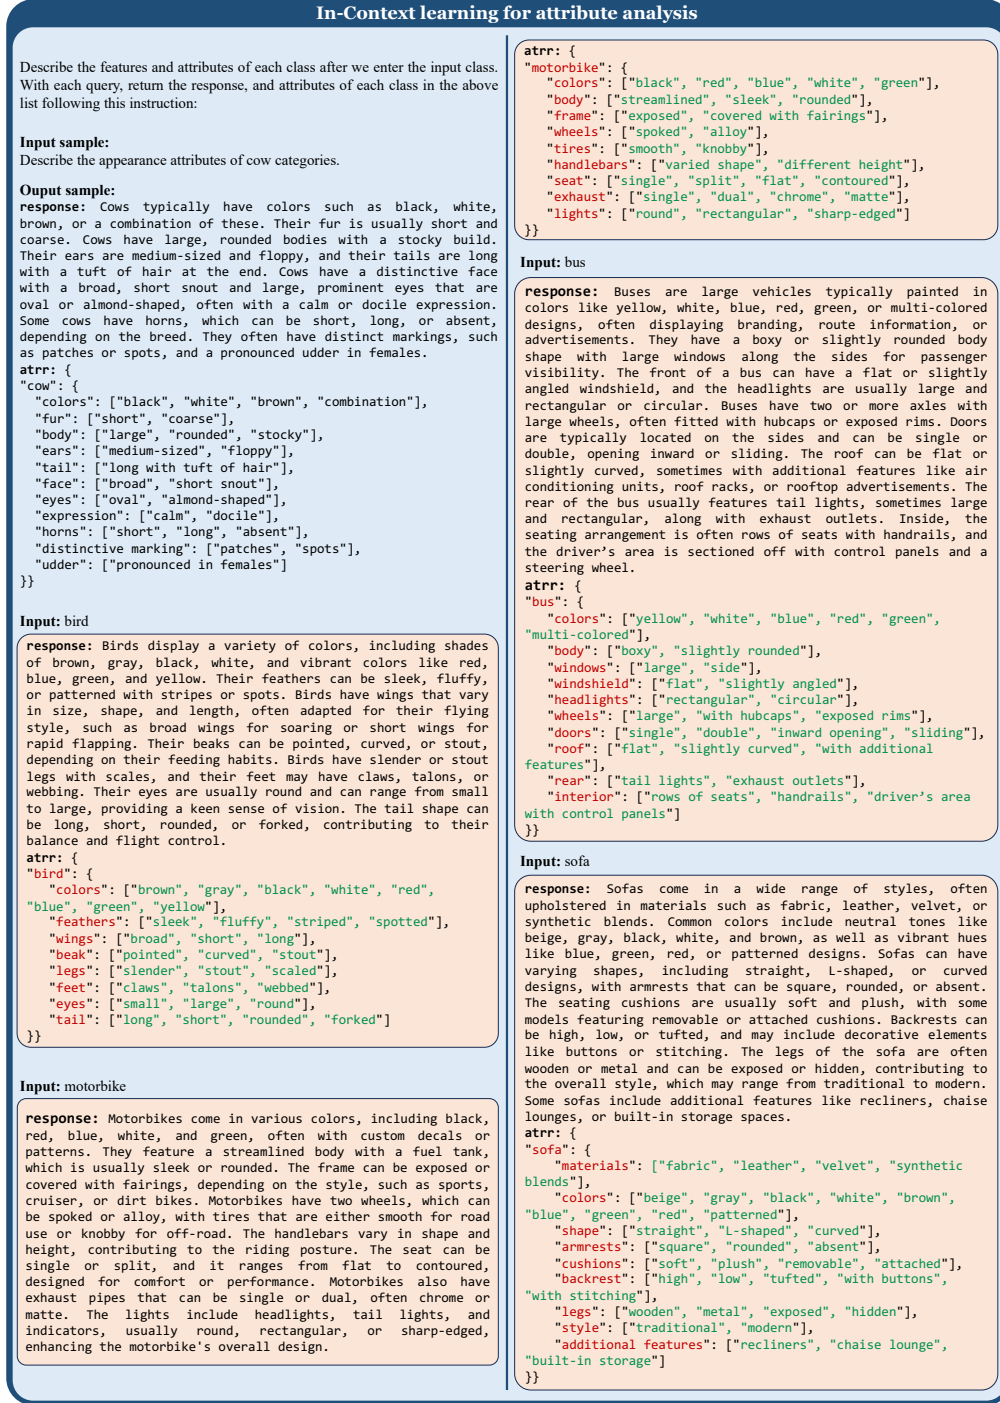 In-Context learning for attribute analysis
Describe the features and attributes of each class after we enter the input class.
With each query, return the response, and attributes of each class in the above
list following this instruction:
Input sample:
Describe the appearance attributes of cow categories.
Ouput sample:
response: Cows typically have colors such as black, white,
brown, or a combination of these. Their fur is usually short and
coarse. Cows have large, rounded bodies with a stocky build.
Their ears are medium-sized and floppy, and their tails are long
with a tuft of hair at the end. Cows have a distinctive face
with a broad, short snout and large, prominent eyes that are
oval or almond-shaped, often with a calm or docile expression.
Some cows have horns, which can be short, long, or absent,
depending on the breed. They often have distinct markings, such
as patches or spots, and a pronounced udder in females.
atrr: {
"cow": {
"colors": ["black", "white", "brown", "combination"],
"fur": ["short", "coarse"],
"body": ["large", "rounded", "stocky"],
"ears": ["medium-sized", "floppy"],
"tail": ["long with tuft of hair"],
"face": ["broad", "short snout"],
"eyes": ["oval", "almond-shaped"],
"expression": ["calm", "docile"],
"horns": ["short", "long", "absent"],
"distinctive marking": ["patches", "spots"],
"udder": ["pronounced in females"]
}}
Input: bird
response: Birds display a variety of colors, including shades
of brown, gray, black, white, and vibrant colors like red,
blue, green, and yellow. Their feathers can be sleek, fluffy,
or patterned with stripes or spots. Birds have wings that vary
in size, shape, and length, often adapted for their flying
style, such as broad wings for soaring or short wings for
rapid flapping. Their beaks can be pointed, curved, or stout,
depending on their feeding habits. Birds have slender or stout
legs with scales, and their feet may have claws, talons, or
webbing. Their eyes are usually round and can range from small
to large, providing a keen sense of vision. The tail shape can
be long, short, rounded, or forked, contributing to their
balance and flight control.
atrr: {
"bird": {
"colors": ["brown", "gray", "black", "white", "red",
"blue", "green", "yellow"],
"feathers": ["sleek", "fluffy", "striped", "spotted"],
"wings": ["broad", "short", "long"],
"beak": ["pointed", "curved", "stout"],
"legs": ["slender", "stout", "scaled"],
"feet": ["claws", "talons", "webbed"],
"eyes": ["small", "large", "round"],
"tail": ["long", "short", "rounded", "forked"]
}}
Input: motorbike
response: Motorbikes come in various colors, including black,
red, blue, white, and green, often with custom decals or
patterns. They feature a streamlined body with a fuel tank,
which is usually sleek or rounded. The frame can be exposed or
covered with fairings, depending on the style, such as sports,
cruiser, or dirt bikes. Motorbikes have two wheels, which can
be spoked or alloy, with tires that are either smooth for road
use or knobby for off-road. The handlebars vary in shape and
height, contributing to the riding posture. The seat can be
single or split, and it ranges from flat to contoured,
designed for comfort or performance. Motorbikes also have
exhaust pipes that can be single or dual, often chrome or
matte. The lights include headlights, tail lights, and
indicators, usually round, rectangular, or sharp-edged,
enhancing the motorbike's overall design.
atrr: {
"motorbike": {
"colors": ["black", "red", "blue", "white", "green"],
"body": ["streamlined", "sleek", "rounded"],
"frame": ["exposed", "covered with fairings"],
"wheels": ["spoked", "alloy"],
"tires": ["smooth", "knobby"],
"handlebars": ["varied shape", "different height"],
"seat": ["single", "split", "flat", "contoured"],
"exhaust": ["single", "dual", "chrome", "matte"],
"lights": ["round", "rectangular", "sharp-edged"]
}}
Input: bus
response: Buses are large vehicles typically painted in
colors like yellow, white, blue, red, green, or multi-colored
designs, often displaying branding, route information, or
advertisements. They have a boxy or slightly rounded body
shape with large windows along the sides for passenger
visibility. The front of a bus can have a flat or slightly
angled windshield, and the headlights are usually large and
rectangular or circular. Buses have two or more axles with
large wheels, often fitted with hubcaps or exposed rims. Doors
are typically located on the sides and can be single or
double, opening inward or sliding. The roof can be flat or
slightly curved, sometimes with additional features like air
conditioning units, roof racks, or rooftop advertisements. The
rear of the bus usually features tail lights, sometimes large
and rectangular, along with exhaust outlets. Inside, the
seating arrangement is often rows of seats with handrails, and
the driver's area is sectioned off with control panels and a
steering wheel.
atrr: {
"bus": {
"colors": ["yellow", "white", "blue", "red", "green",
"multi-colored"],
"body": ["boxy", "slightly rounded"],
"windows": ["large", "side"],
"windshield": ["flat", "slightly angled"],
"headlights": ["rectangular", "circular"],
"wheels": ["large", "with hubcaps", "exposed rims"],
"doors": ["single", "double", "inward opening", "sliding"],
"roof": ["flat", "slightly curved", "with additional
features"],
"rear": ["tail lights", "exhaust outlets"],
"interior": ["rows of seats", "handrails", "driver's area
with control panels"]
}}
Input: sofa
response: Sofas come in a wide range of styles, often
upholstered in materials such as fabric, leather, velvet, or
synthetic blends. Common colors include neutral tones like
beige, gray, black, white, and brown, as well as vibrant hues
like blue, green, red, or patterned designs. Sofas can have
varying shapes, including straight, L-shaped, or curved
designs, with armrests that can be square, rounded, or absent.
The seating cushions are usually soft and plush, with some
models featuring removable or attached cushions. Backrests can
be high, low, or tufted, and may include decorative elements
like buttons or stitching. The legs of the sofa are often
wooden or metal and can be exposed or hidden, contributing to
the overall style, which may range from traditional to modern.
Some sofas include additional features like recliners, chaise
lounges, or built-in storage spaces.
atrr: {
"sofa": {
"materials": ["fabric", "leather", "velvet", "synthetic
blends"],
"colors": ["beige", "gray", "black", "white", "brown",
"blue", "green", "red", "patterned"],
"shape": ["straight", "L-shaped", "curved"],
"armrests": ["square", "rounded", "absent"],
"cushions": ["soft", "plush", "removable", "attached"],
"backrest": ["high", "low", "tufted", "with buttons",
"with stitching"],
"legs": ["wooden", "metal", "exposed", "hidden"],
"style": ["traditional", "modern"],
"additional features": ["recliners", "chaise lounge",
"built-in storage"]
}}